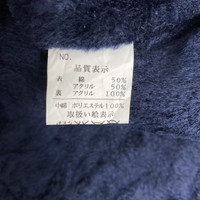 NO.
品質表示
表 綿 50%
アクリル 50%
裏 アクリル 100%
中綿 ポリエステル 100%
取扱い絵表示